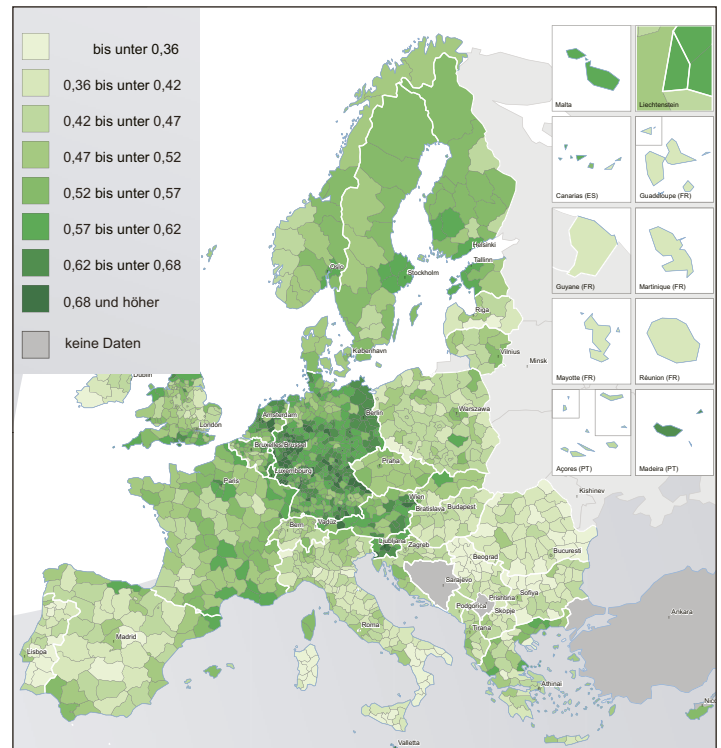 bis unter 0,36
0,36 bis unter 0,42
0,42 bis unter 0,47
0,47 bis unter 0,52
0,52 bis unter 0,57
0,57 bis unter 0,62
0,62 bis unter 0,68
0,68 und höher
keine Daten
Malta
Liechtenstein
Canarias (ES)
Guadeloupe (FR)
Guyane (FR)
Martinique (FR)
Mayotte (FR)
Réunion (FR)
Açores (PT)
Madeira (PT)
Helsinki
Tallinn
Oslo
Stockholm
Riga
København
Vilnius
Minsk
Dublin
London
Amsterdam
Berlin
Warszawa
Bruxelles/Brussel
Luxembourg
Praha
Paris
Kishinev
Wien
Bratislava
Budapest
Vaduz
Bern
Ljubljana
Zagreb
Bucuresti
Beograd
Sarajevo
Prishtina
Sofiya
Podgorica
Skopje
Roma
Tirana
Ankara
Madrid
Lisboa
Athinai
Valletta